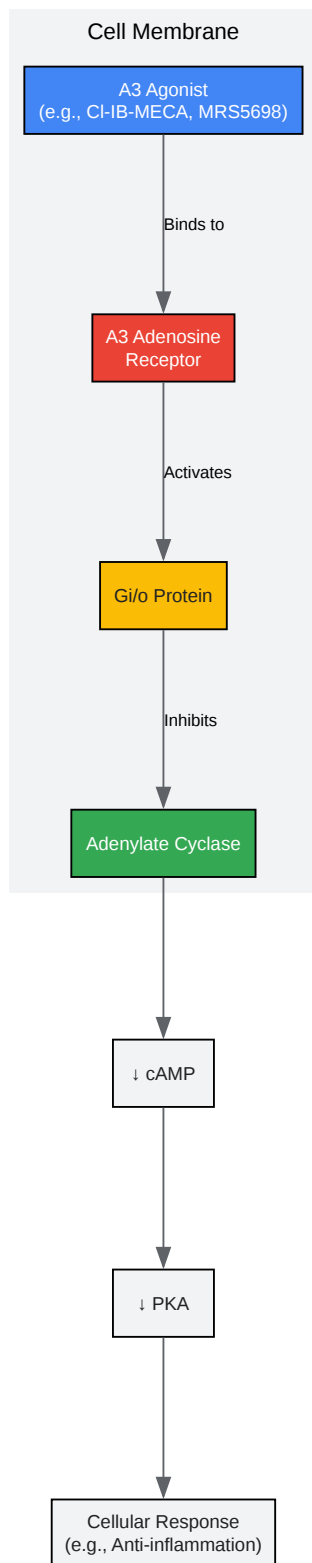 Cell Membrane
A3 Agonist
(e.g., Cl-IB-MECA, MRS5698)
Binds to
A3 Adenosine
Receptor
Activates
Gi/o Protein
Inhibits
Adenylate Cyclase
↓ cAMP
↓ PKA
Cellular Response
(e.g., Anti-inflammation)